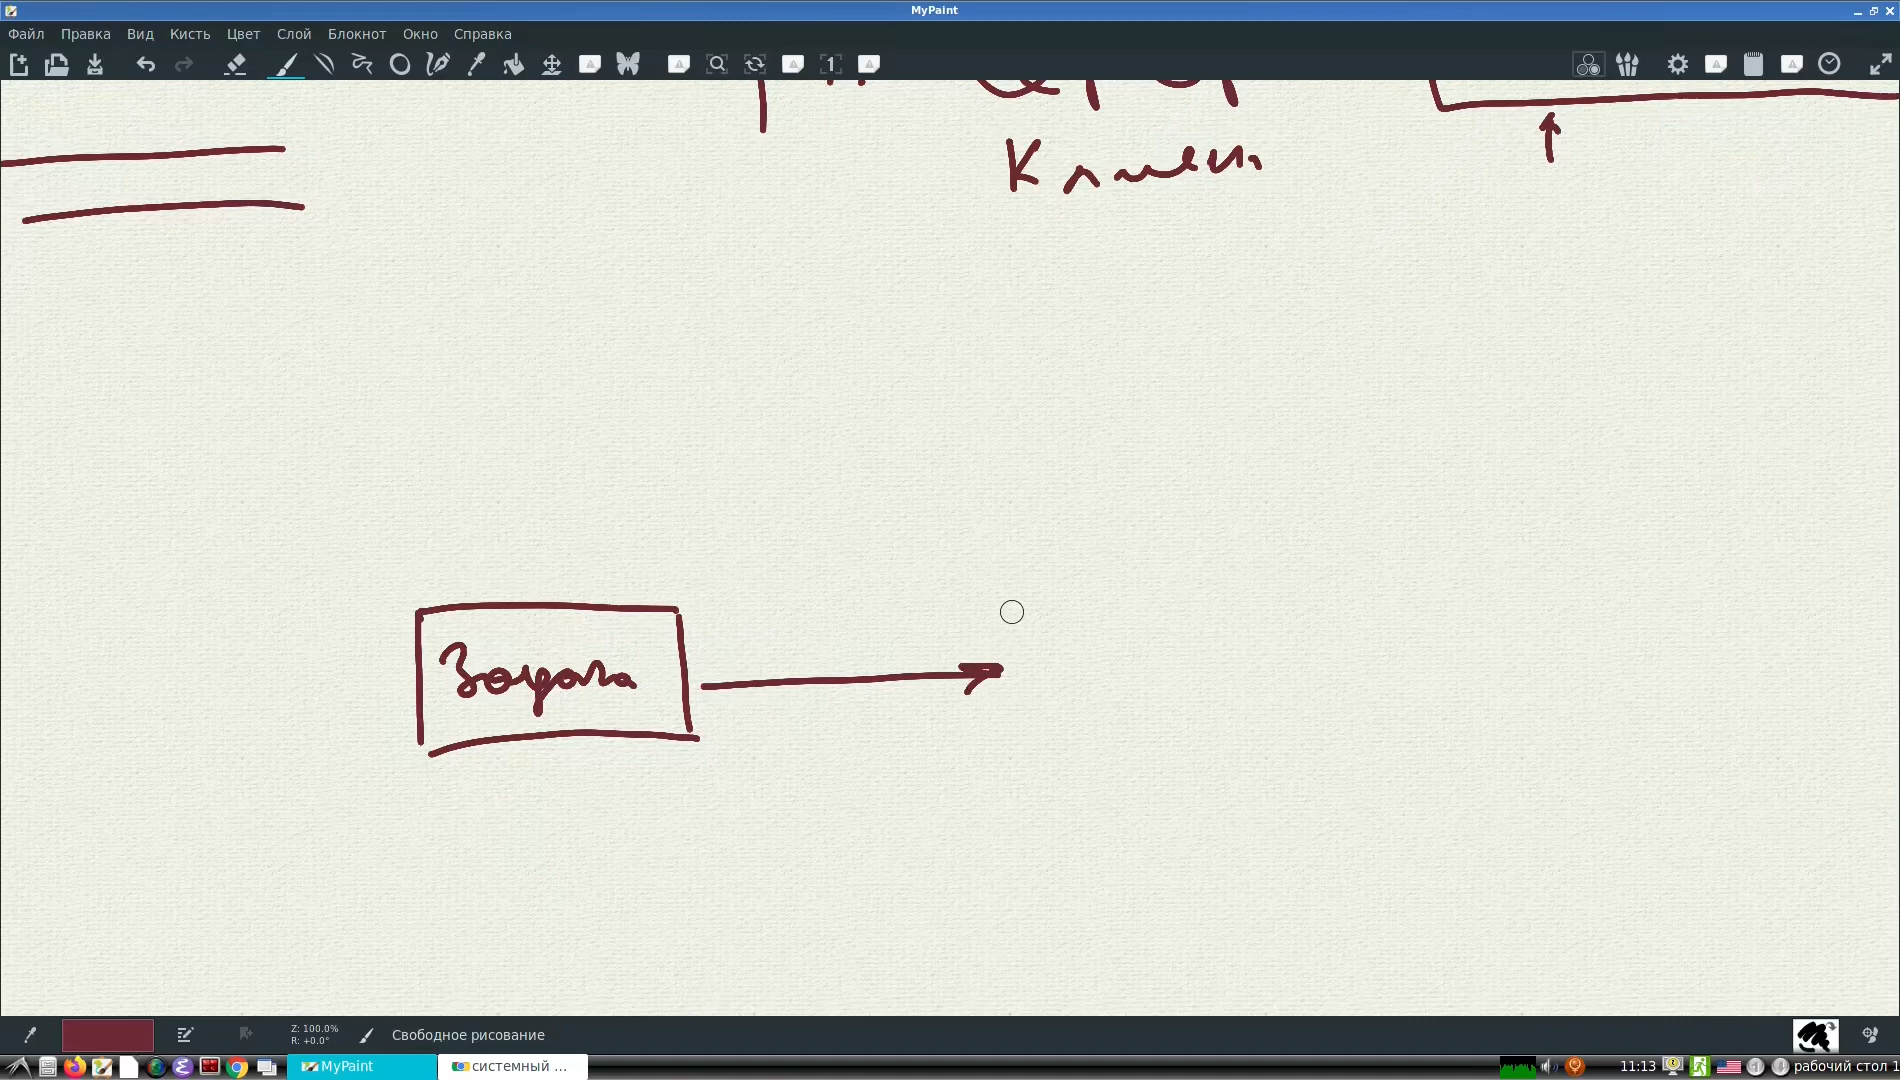 MyPaint
Файл Правка Вид Кисть Цвет Слой Блокнот Окно Справка
Клиент
Задача
Z: 100.0%
R: +0.0°
Свободное рисование
MyPaint системный ... 11:13 рабочий стол 1